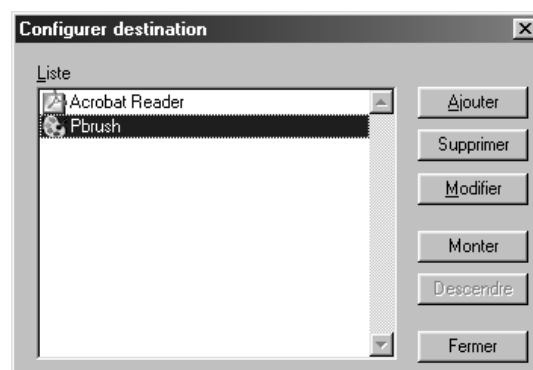 Configurer destination
Liste
Acrobat Reader
Pbrush
Ajouter
Supprimer
Modifier
Monter
Descendre
Fermer